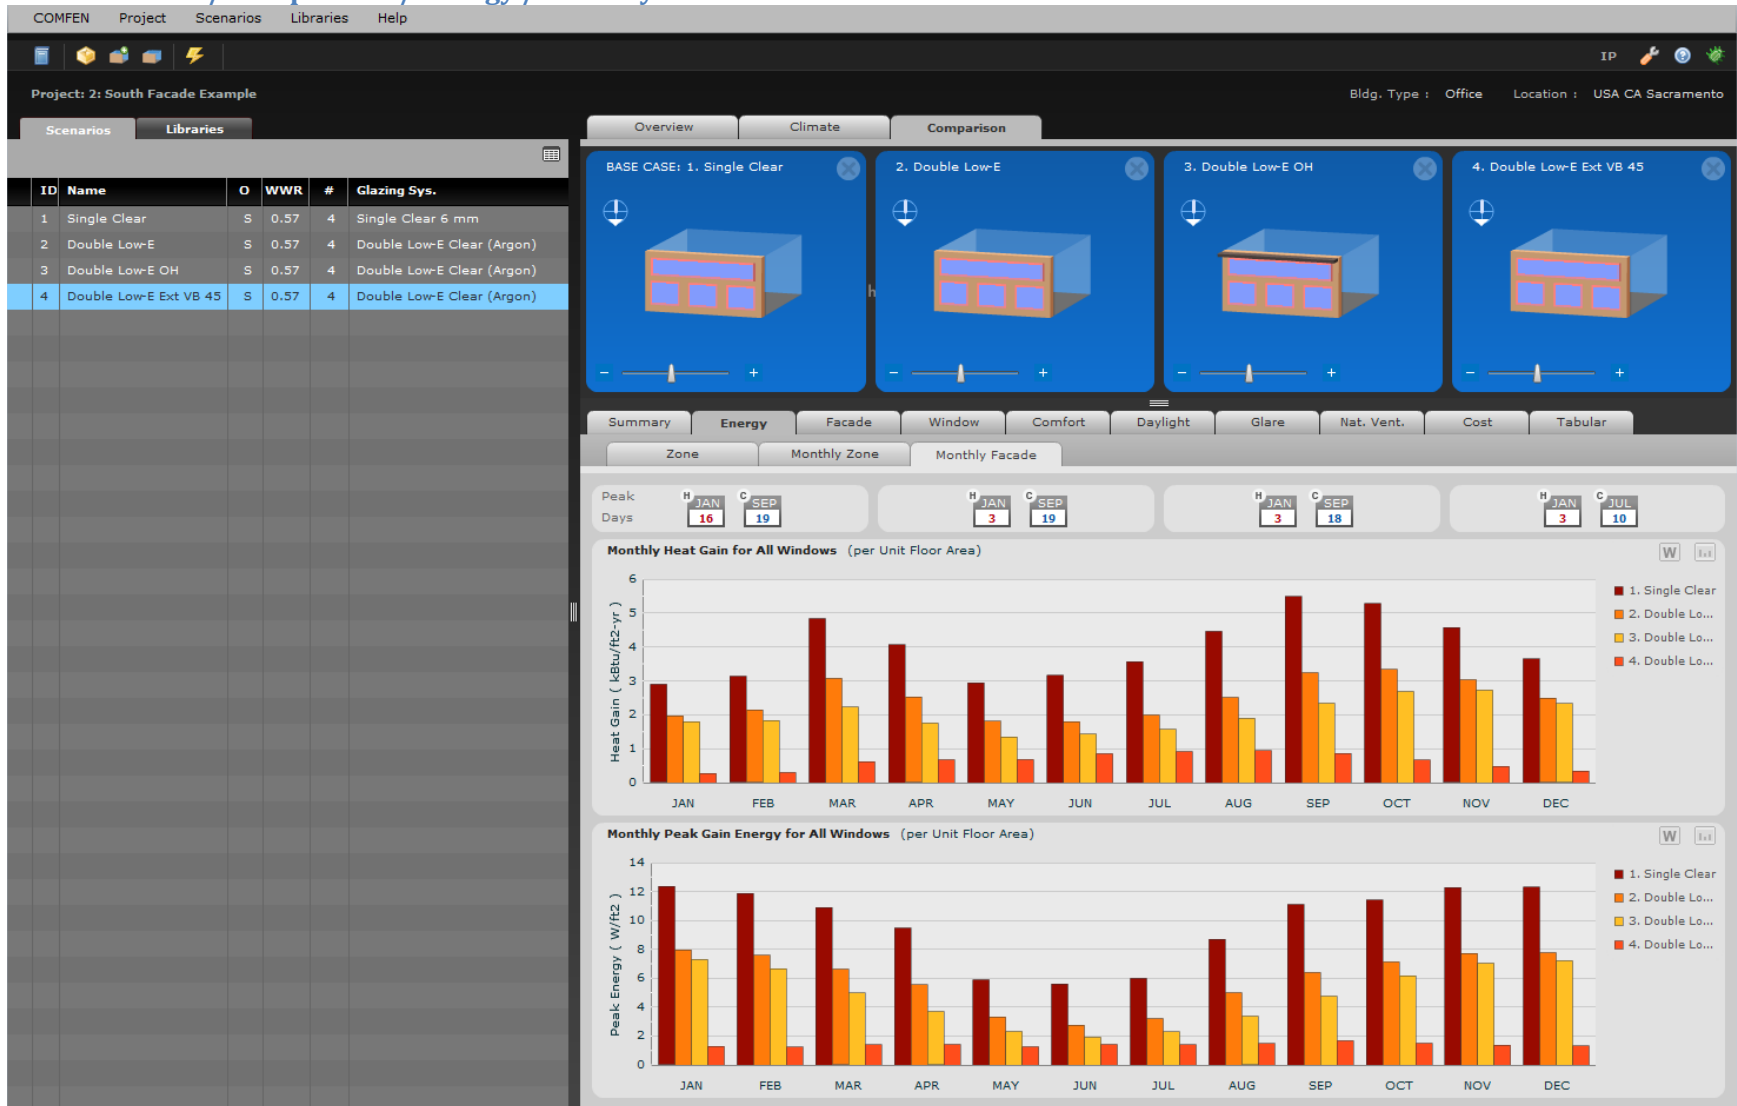 COMFEN Project Scenarios Libraries Help
IP
Project: 2: South Facade Example
Bldg. Type : Office Location : USA CA Sacramento
Scenarios Libraries
Overview Climate Comparison
ID Name O WWR # Glazing Sys.
1 Single Clear S 0.57 4 Single Clear 6 mm
2 Double Low-E S 0.57 4 Double Low-E Clear (Argon)
3 Double Low-E OH S 0.57 4 Double Low-E Clear (Argon)
4 Double Low-E Ext VB 45 S 0.57 4 Double Low-E Clear (Argon)
BASE CASE: 1. Single Clear
2. Double Low-E
3. Double Low-E OH
4. Double Low-E Ext VB 45
h
- +
- +
- +
- +
Summary Energy Facade Window Comfort Daylight Glare Nat. Vent. Cost Tabular
Zone Monthly Zone Monthly Facade
Peak Days
H JAN 16 C SEP 19
H JAN 3 C SEP 19
H JAN 3 C SEP 18
H JAN 3 C JUL 10
Monthly Heat Gain for All Windows (per Unit Floor Area)
W
Heat Gain ( kBtu/ft2-yr )
6
5
4
3
2
1
0
JAN FEB MAR APR MAY JUN JUL AUG SEP OCT NOV DEC
1. Single Clear
2. Double Lo...
3. Double Lo...
4. Double Lo...
Monthly Peak Gain Energy for All Windows (per Unit Floor Area)
W
Peak Energy ( W/ft2 )
14
12
10
8
6
4
2
0
JAN FEB MAR APR MAY JUN JUL AUG SEP OCT NOV DEC
1. Single Clear
2. Double Lo...
3. Double Lo...
4. Double Lo...